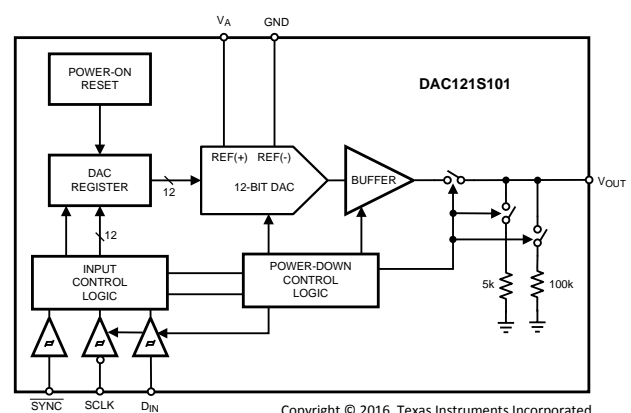 VA
GND
POWER-ON
RESET
DAC121S101
REF(+) REF(-)
DAC
REGISTER
12
12-BIT DAC
BUFFER
VOUT
12
INPUT
CONTROL
LOGIC
POWER-DOWN
CONTROL
LOGIC
5k
100k
SYNC
SCLK
DIN
Copyright © 2016, Texas Instruments Incorporated